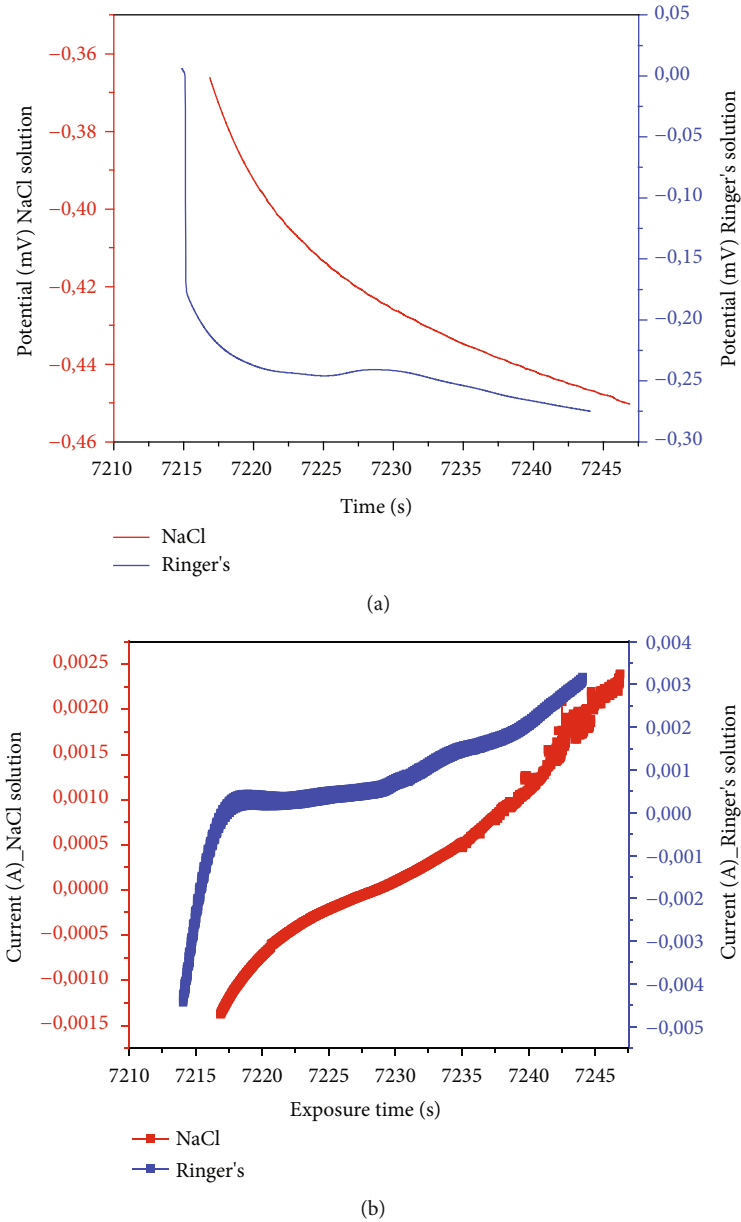 Potential (mV) NaCl solution
−0,36
−0,38
−0,40
−0,42
−0,44
−0,46
0,05
0,00
−0,05
−0,10
−0,15
−0,20
−0,25
−0,30
Potential (mV) Ringer's solution
7210 7215 7220 7225 7230 7235 7240 7245
Time (s)
NaCl
Ringer's
(a)
Current (A)_NaCl solution
0,0025
0,0020
0,0015
0,0010
0,0005
0,0000
−0,0005
−0,0010
−0,0015
0,004
0,003
0,002
0,001
0,000
−0,001
−0,002
−0,003
−0,004
−0,005
Current (A)_Ringer's solution
7210 7215 7220 7225 7230 7235 7240 7245
Exposure time (s)
NaCl
Ringer's
(b)